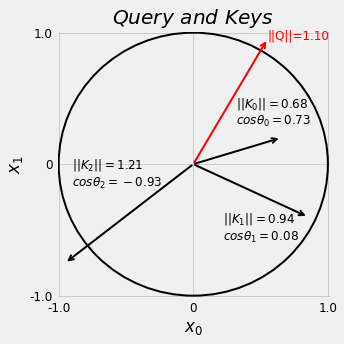 Query and Keys
1.0
||Q||=1.10
||K₀|| = 0.68
cosθ₀ = 0.73
||K₂|| = 1.21
cosθ₂ = −0.93
x₁
0
||K₁|| = 0.94
cosθ₁ = 0.08
-1.0
-1.0 0 1.0
x₀